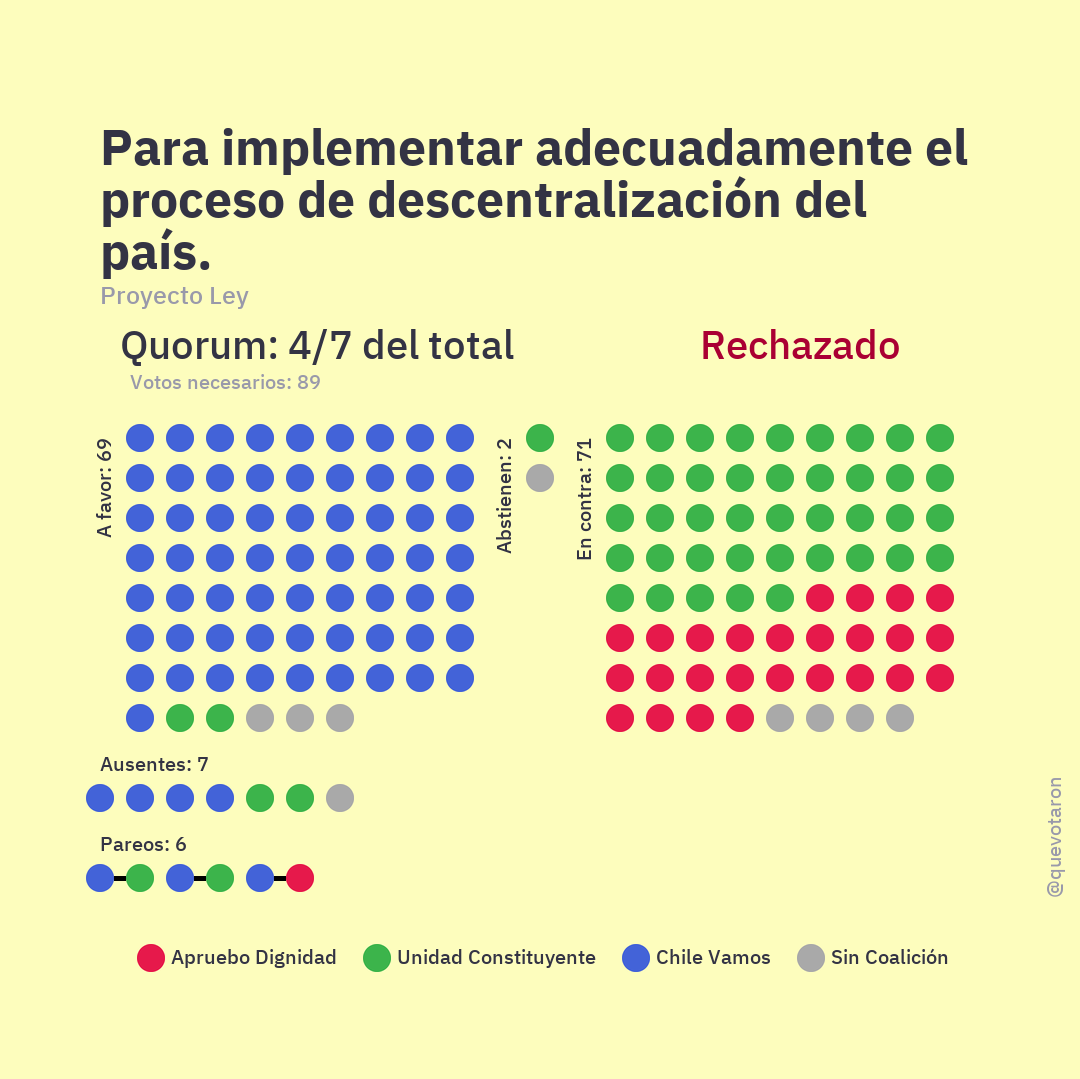 Para implementar adecuadamente el
proceso de descentralización del
país.
Proyecto Ley
Quorum: 4/7 del total
Votos necesarios: 89
Rechazado
A favor: 69
Abstienen: 2
En contra: 71
Ausentes: 7
Pareos: 6
@quevotaron
Apruebo Dignidad
Unidad Constituyente
Chile Vamos
Sin Coalición